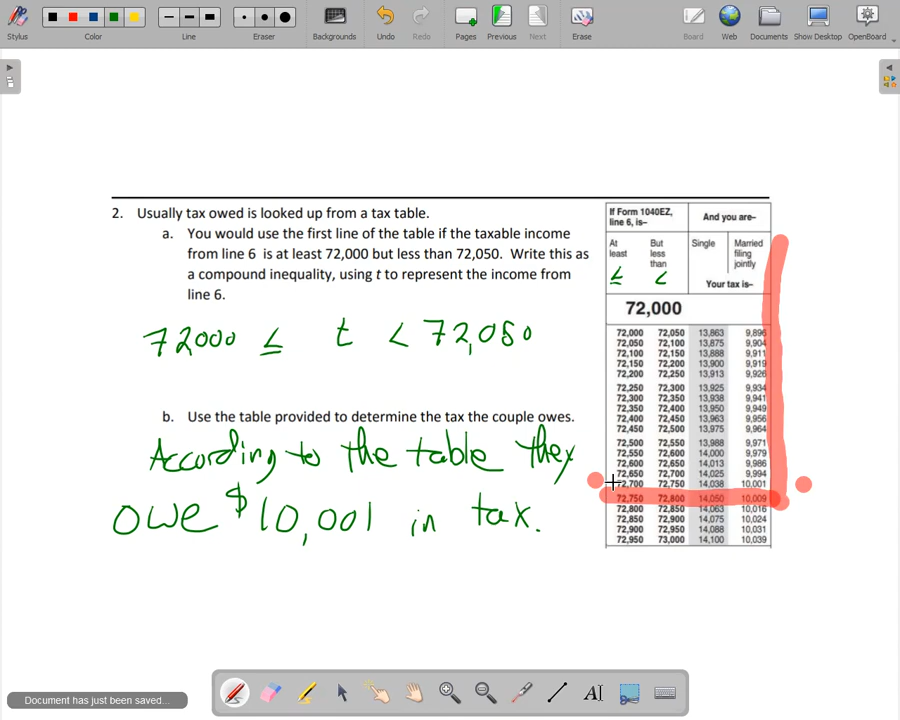 Stylus Color Line Eraser Backgrounds Undo Redo Pages Previous Next Erase Board Web Documents Show Desktop OpenBoard
2. Usually tax owed is looked up from a tax table.
a. You would use the first line of the table if the taxable income
from line 6 is at least 72,000 but less than 72,050. Write this as
a compound inequality, using t to represent the income from
line 6.
72000 ≤ t < 72,050
b. Use the table provided to determine the tax the couple owes.
According to the table they
owe $10,001 in tax.
If Form 1040EZ,
line 6, is–
And you are–
At
least
But
less
than
Single
Married
filing
jointly
≤ <
Your tax is–
72,000
72,000 72,050 13,863 9,896
72,050 72,100 13,875 9,904
72,100 72,150 13,888 9,911
72,150 72,200 13,900 9,919
72,200 72,250 13,913 9,926
72,250 72,300 13,925 9,934
72,300 72,350 13,938 9,941
72,350 72,400 13,950 9,949
72,400 72,450 13,963 9,956
72,450 72,500 13,975 9,964
72,500 72,550 13,988 9,971
72,550 72,600 14,000 9,979
72,600 72,650 14,013 9,986
72,650 72,700 14,025 9,994
72,700 72,750 14,038 10,001
72,750 72,800 14,050 10,009
72,800 72,850 14,063 10,016
72,850 72,900 14,075 10,024
72,900 72,950 14,088 10,031
72,950 73,000 14,100 10,039
Document has just been saved...